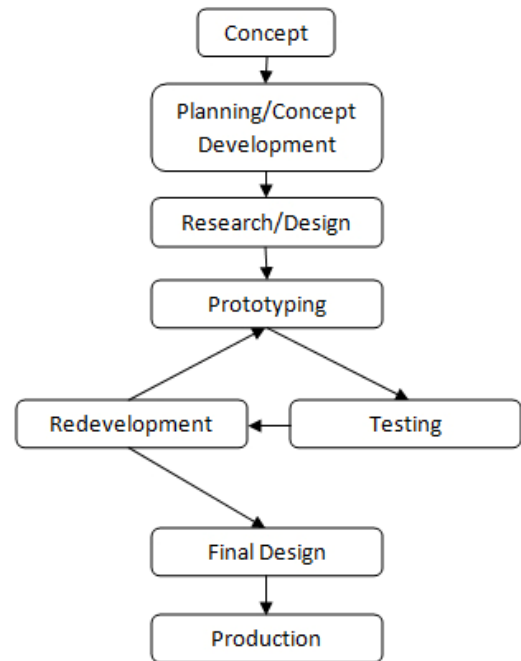 Concept
Planning/Concept
Development
Research/Design
Prototyping
Redevelopment
Testing
Final Design
Production